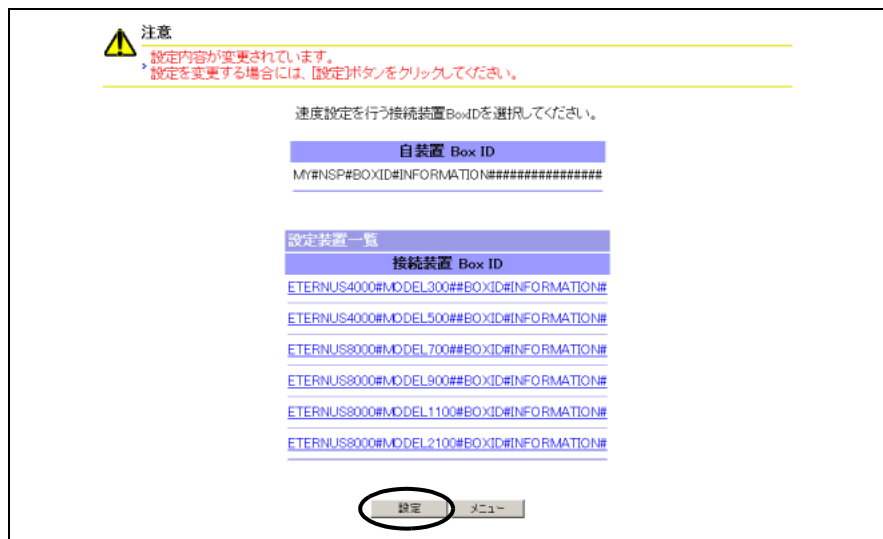 注意
設定内容が変更されています。
設定を変更する場合には、[設定]ボタンをクリックしてください。
速度設定を行う接続装置BoxIDを選択してください。
自装置 Box ID
MY#NSP#BOXID#INFORMATION################
設定装置一覧
接続装置 Box ID
ETERNUS4000#MODEL300##BOXID#INFORMATION#
ETERNUS4000#MODEL500##BOXID#INFORMATION#
ETERNUS8000#MODEL700##BOXID#INFORMATION#
ETERNUS8000#MODEL900##BOXID#INFORMATION#
ETERNUS8000#MODEL1100#BOXID#INFORMATION#
ETERNUS8000#MODEL2100#BOXID#INFORMATION#
設定 メニュー